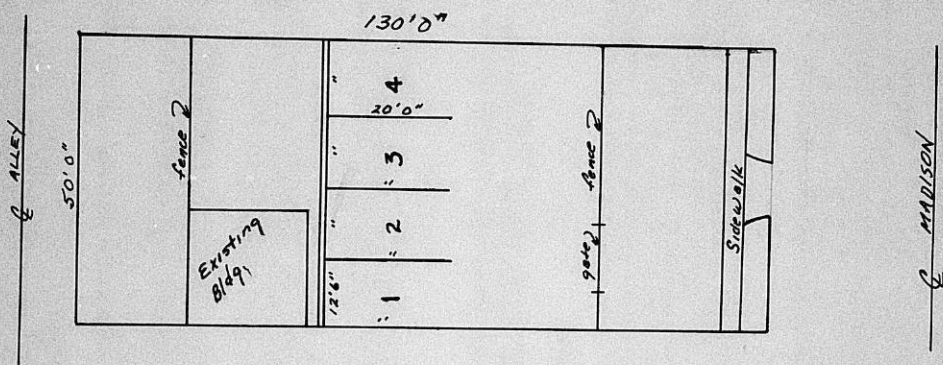 130'0"
℄ ALLEY
50'0"
fence
"
4
20'0"
"
" 3
"
" 2
Existing
Bldg.
12'6"
" 1
fence
gate
Sidewalk
℄ MADISON